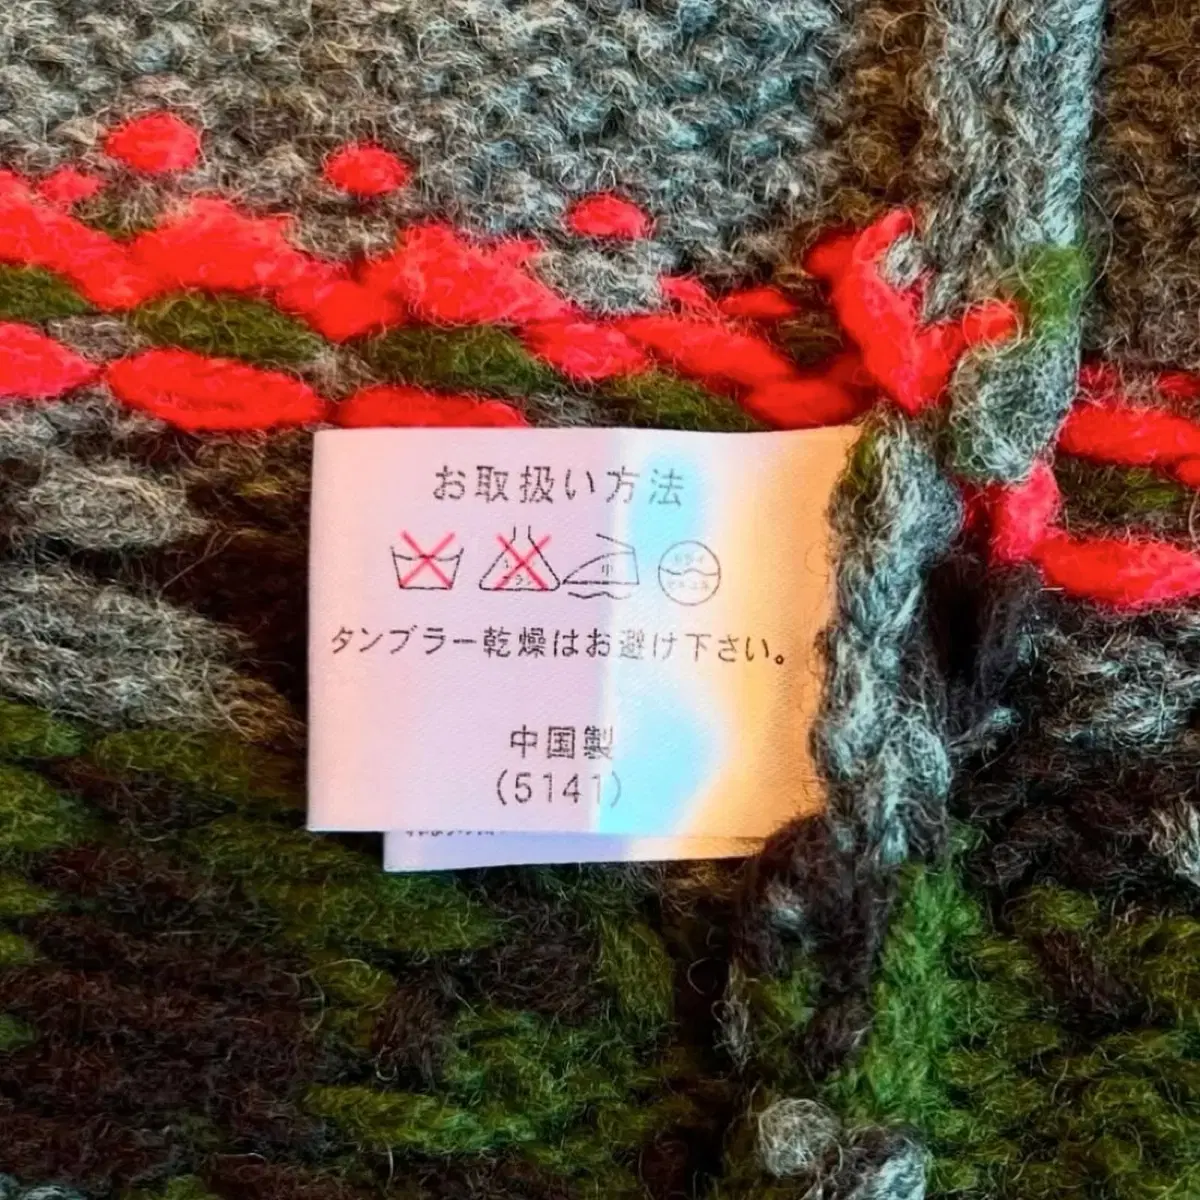 お取扱い方法
中
タンブラー乾燥はお避け下さい。
中国製
(5141)